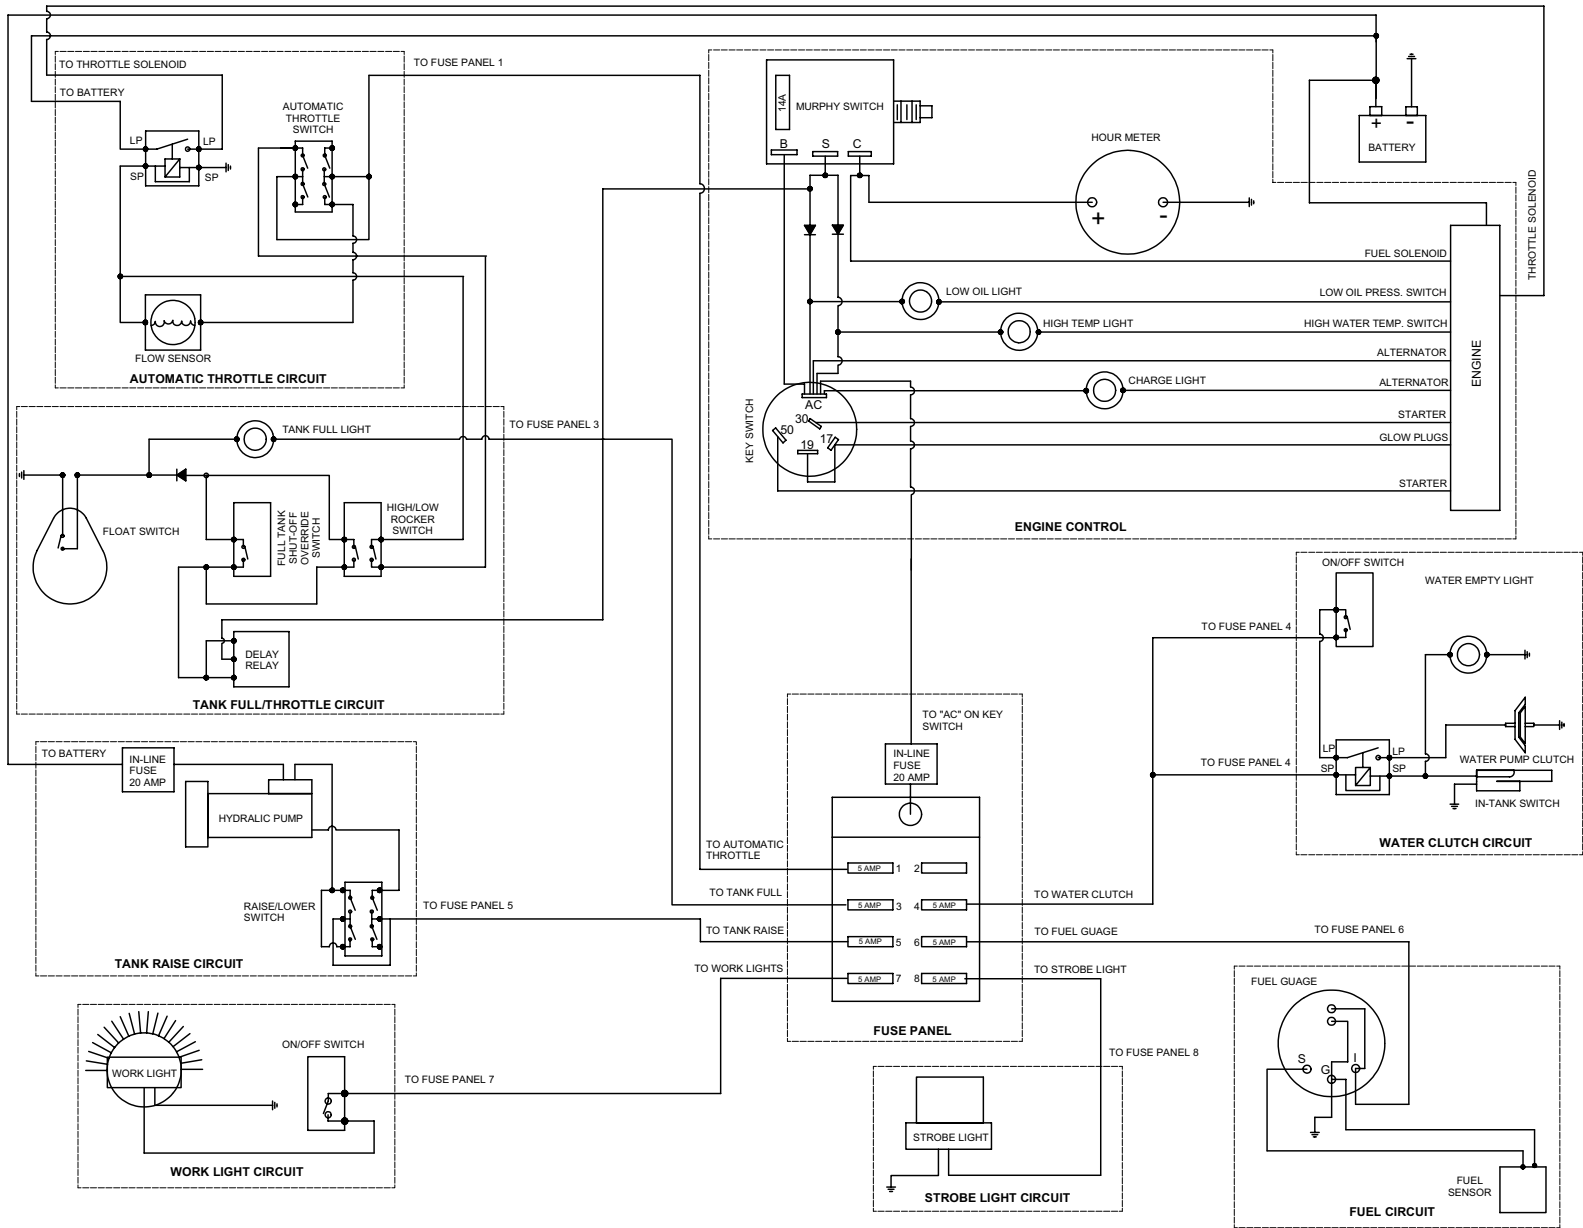 TO THROTTLE SOLENOID
TO BATTERY
TO FUSE PANEL 1
AUTOMATIC
THROTTLE
SWITCH
LP
LP
SP
SP
FLOW SENSOR
AUTOMATIC THROTTLE CIRCUIT
14A
MURPHY SWITCH
B
S
C
HOUR METER
+
-
+
-
BATTERY
THROTTLE SOLENOID
FUEL SOLENOID
LOW OIL LIGHT
LOW OIL PRESS. SWITCH
HIGH TEMP LIGHT
HIGH WATER TEMP. SWITCH
ALTERNATOR
CHARGE LIGHT
ALTERNATOR
STARTER
GLOW PLUGS
STARTER
ENGINE
KEY SWITCH
AC
30
50
19
17
ENGINE CONTROL
TANK FULL LIGHT
TO FUSE PANEL 3
FLOAT SWITCH
FULL TANK
SHUT-OFF
OVERRIDE
SWITCH
HIGH/LOW
ROCKER
SWITCH
DELAY
RELAY
TANK FULL/THROTTLE CIRCUIT
ON/OFF SWITCH
WATER EMPTY LIGHT
TO FUSE PANEL 4
TO FUSE PANEL 4
LP
LP
SP
SP
WATER PUMP CLUTCH
IN-TANK SWITCH
WATER CLUTCH CIRCUIT
TO BATTERY
IN-LINE
FUSE
20 AMP
HYDRALIC PUMP
RAISE/LOWER
SWITCH
TO FUSE PANEL 5
TANK RAISE CIRCUIT
TO "AC" ON KEY
SWITCH
IN-LINE
FUSE
20 AMP
TO AUTOMATIC
THROTTLE
5 AMP 1 2
TO TANK FULL
5 AMP 3 4 5 AMP
TO WATER CLUTCH
TO TANK RAISE
5 AMP 5 6 5 AMP
TO FUEL GUAGE
TO FUSE PANEL 6
TO WORK LIGHTS
5 AMP 7 8 5 AMP
TO STROBE LIGHT
FUSE PANEL
WORK LIGHT
ON/OFF SWITCH
TO FUSE PANEL 7
WORK LIGHT CIRCUIT
TO FUSE PANEL 8
STROBE LIGHT
STROBE LIGHT CIRCUIT
FUEL GUAGE
S
G
I
FUEL
SENSOR
FUEL CIRCUIT